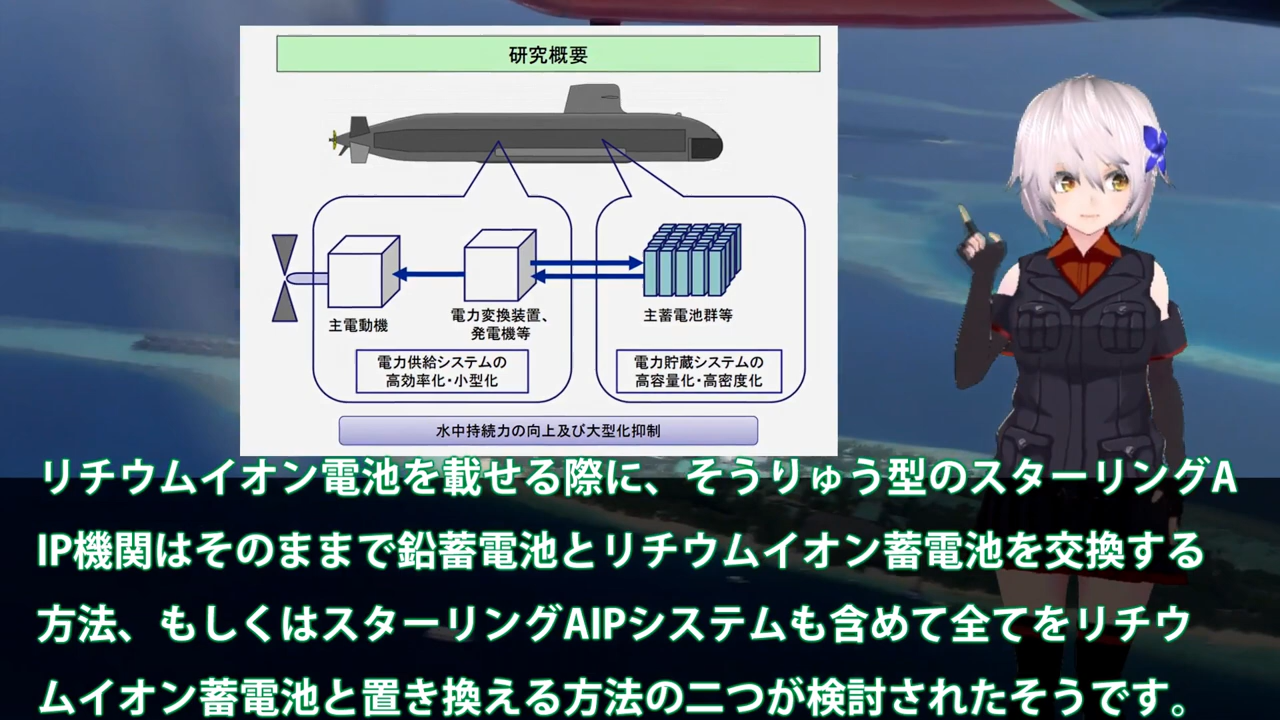 研究概要
主電動機
電力変換装置、
発電機等
主蓄電池群等
電力供給システムの
高効率化・小型化
電力貯蔵システムの
高容量化・高密度化
水中持続力の向上及び大型化抑制
リチウムイオン電池を載せる際に、そうりゅう型のスターリングA
IP機関はそのままで鉛蓄電池とリチウムイオン蓄電池を交換する
方法、もしくはスターリングAIPシステムも含めて全てをリチウ
ムイオン蓄電池と置き換える方法の二つが検討されたそうです。